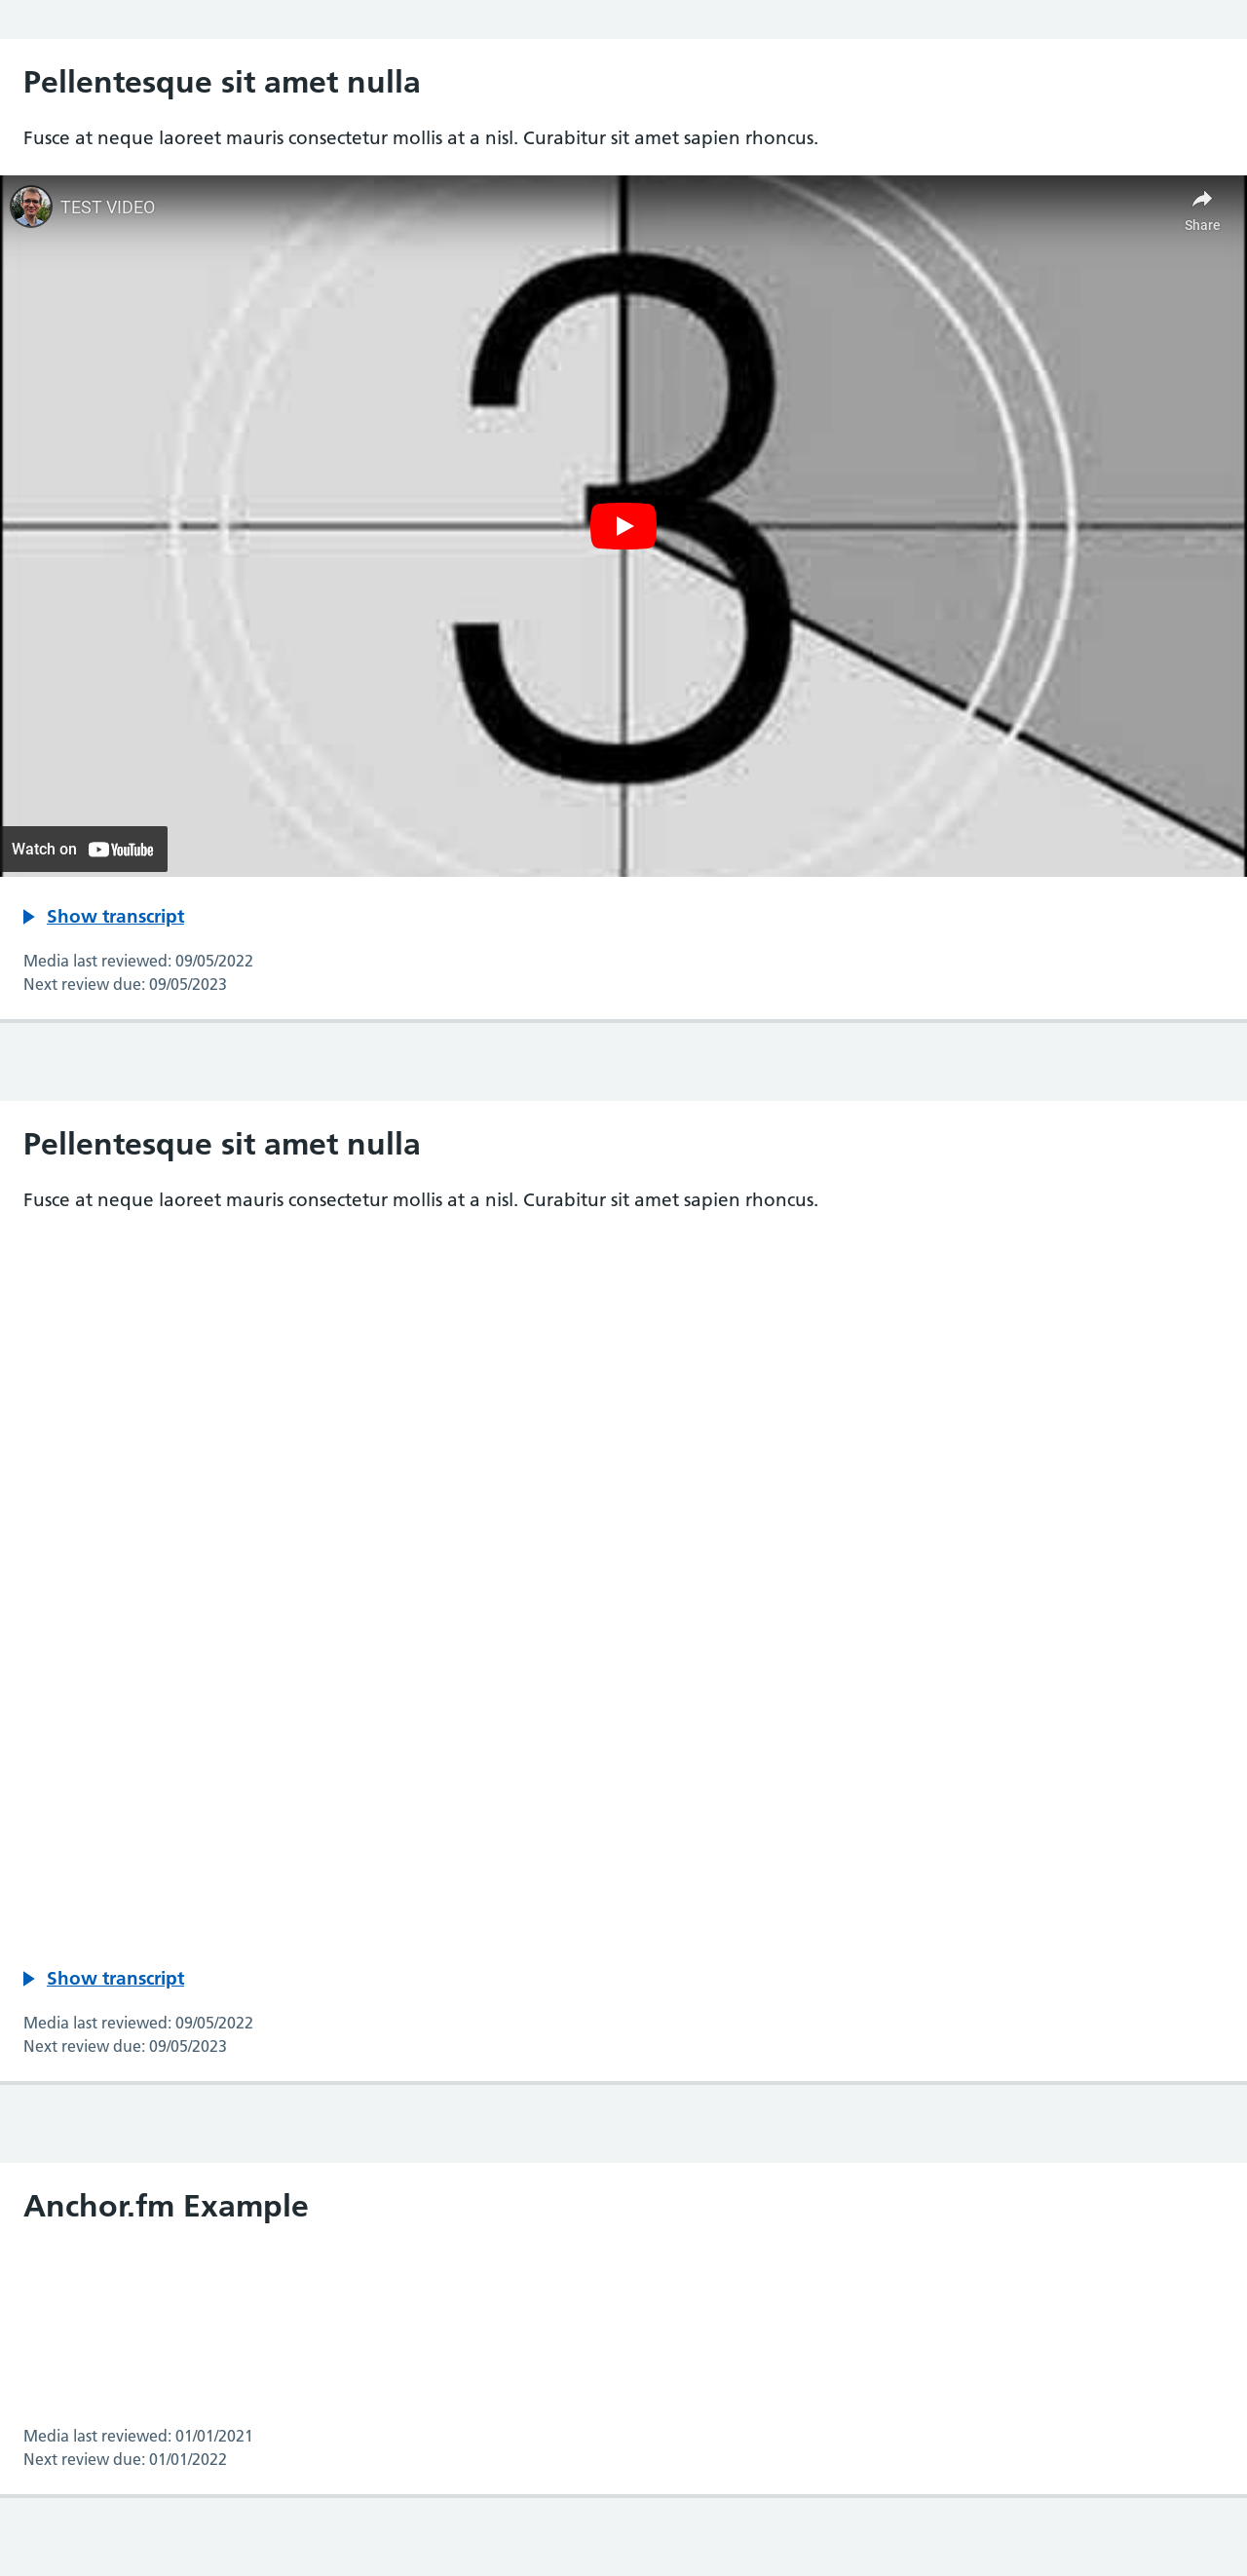 Pellentesque sit amet nulla
Fusce at neque laoreet mauris consectetur mollis at a nisl. Curabitur sit amet sapien rhoncus.
TEST VIDEO
Share
3
Watch on YouTube
Show transcript
Media last reviewed: 09/05/2022
Next review due: 09/05/2023
Pellentesque sit amet nulla
Fusce at neque laoreet mauris consectetur mollis at a nisl. Curabitur sit amet sapien rhoncus.
Show transcript
Media last reviewed: 09/05/2022
Next review due: 09/05/2023
Anchor.fm Example
Media last reviewed: 01/01/2021
Next review due: 01/01/2022